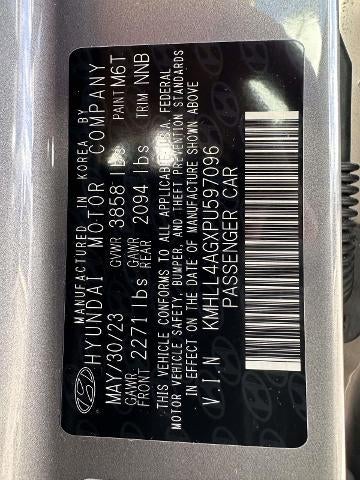 MANUFACTURED IN KOREA BY
HYUNDAI MOTOR COMPANY
MAY/30/23 GVWR 3858 lbs PAINT M6T
GAWR FRONT 2271 lbs GAWR REAR 2094 lbs TRIM NNB
THIS VEHICLE CONFORMS TO ALL APPLICABLE U.S.A. FEDERAL
MOTOR VEHICLE SAFETY, BUMPER, AND THEFT PREVENTION STANDARDS
IN EFFECT ON THE DATE OF MANUFACTURE SHOWN ABOVE
V.I.N KMHLL4AGXPU597096
PASSENGER CAR